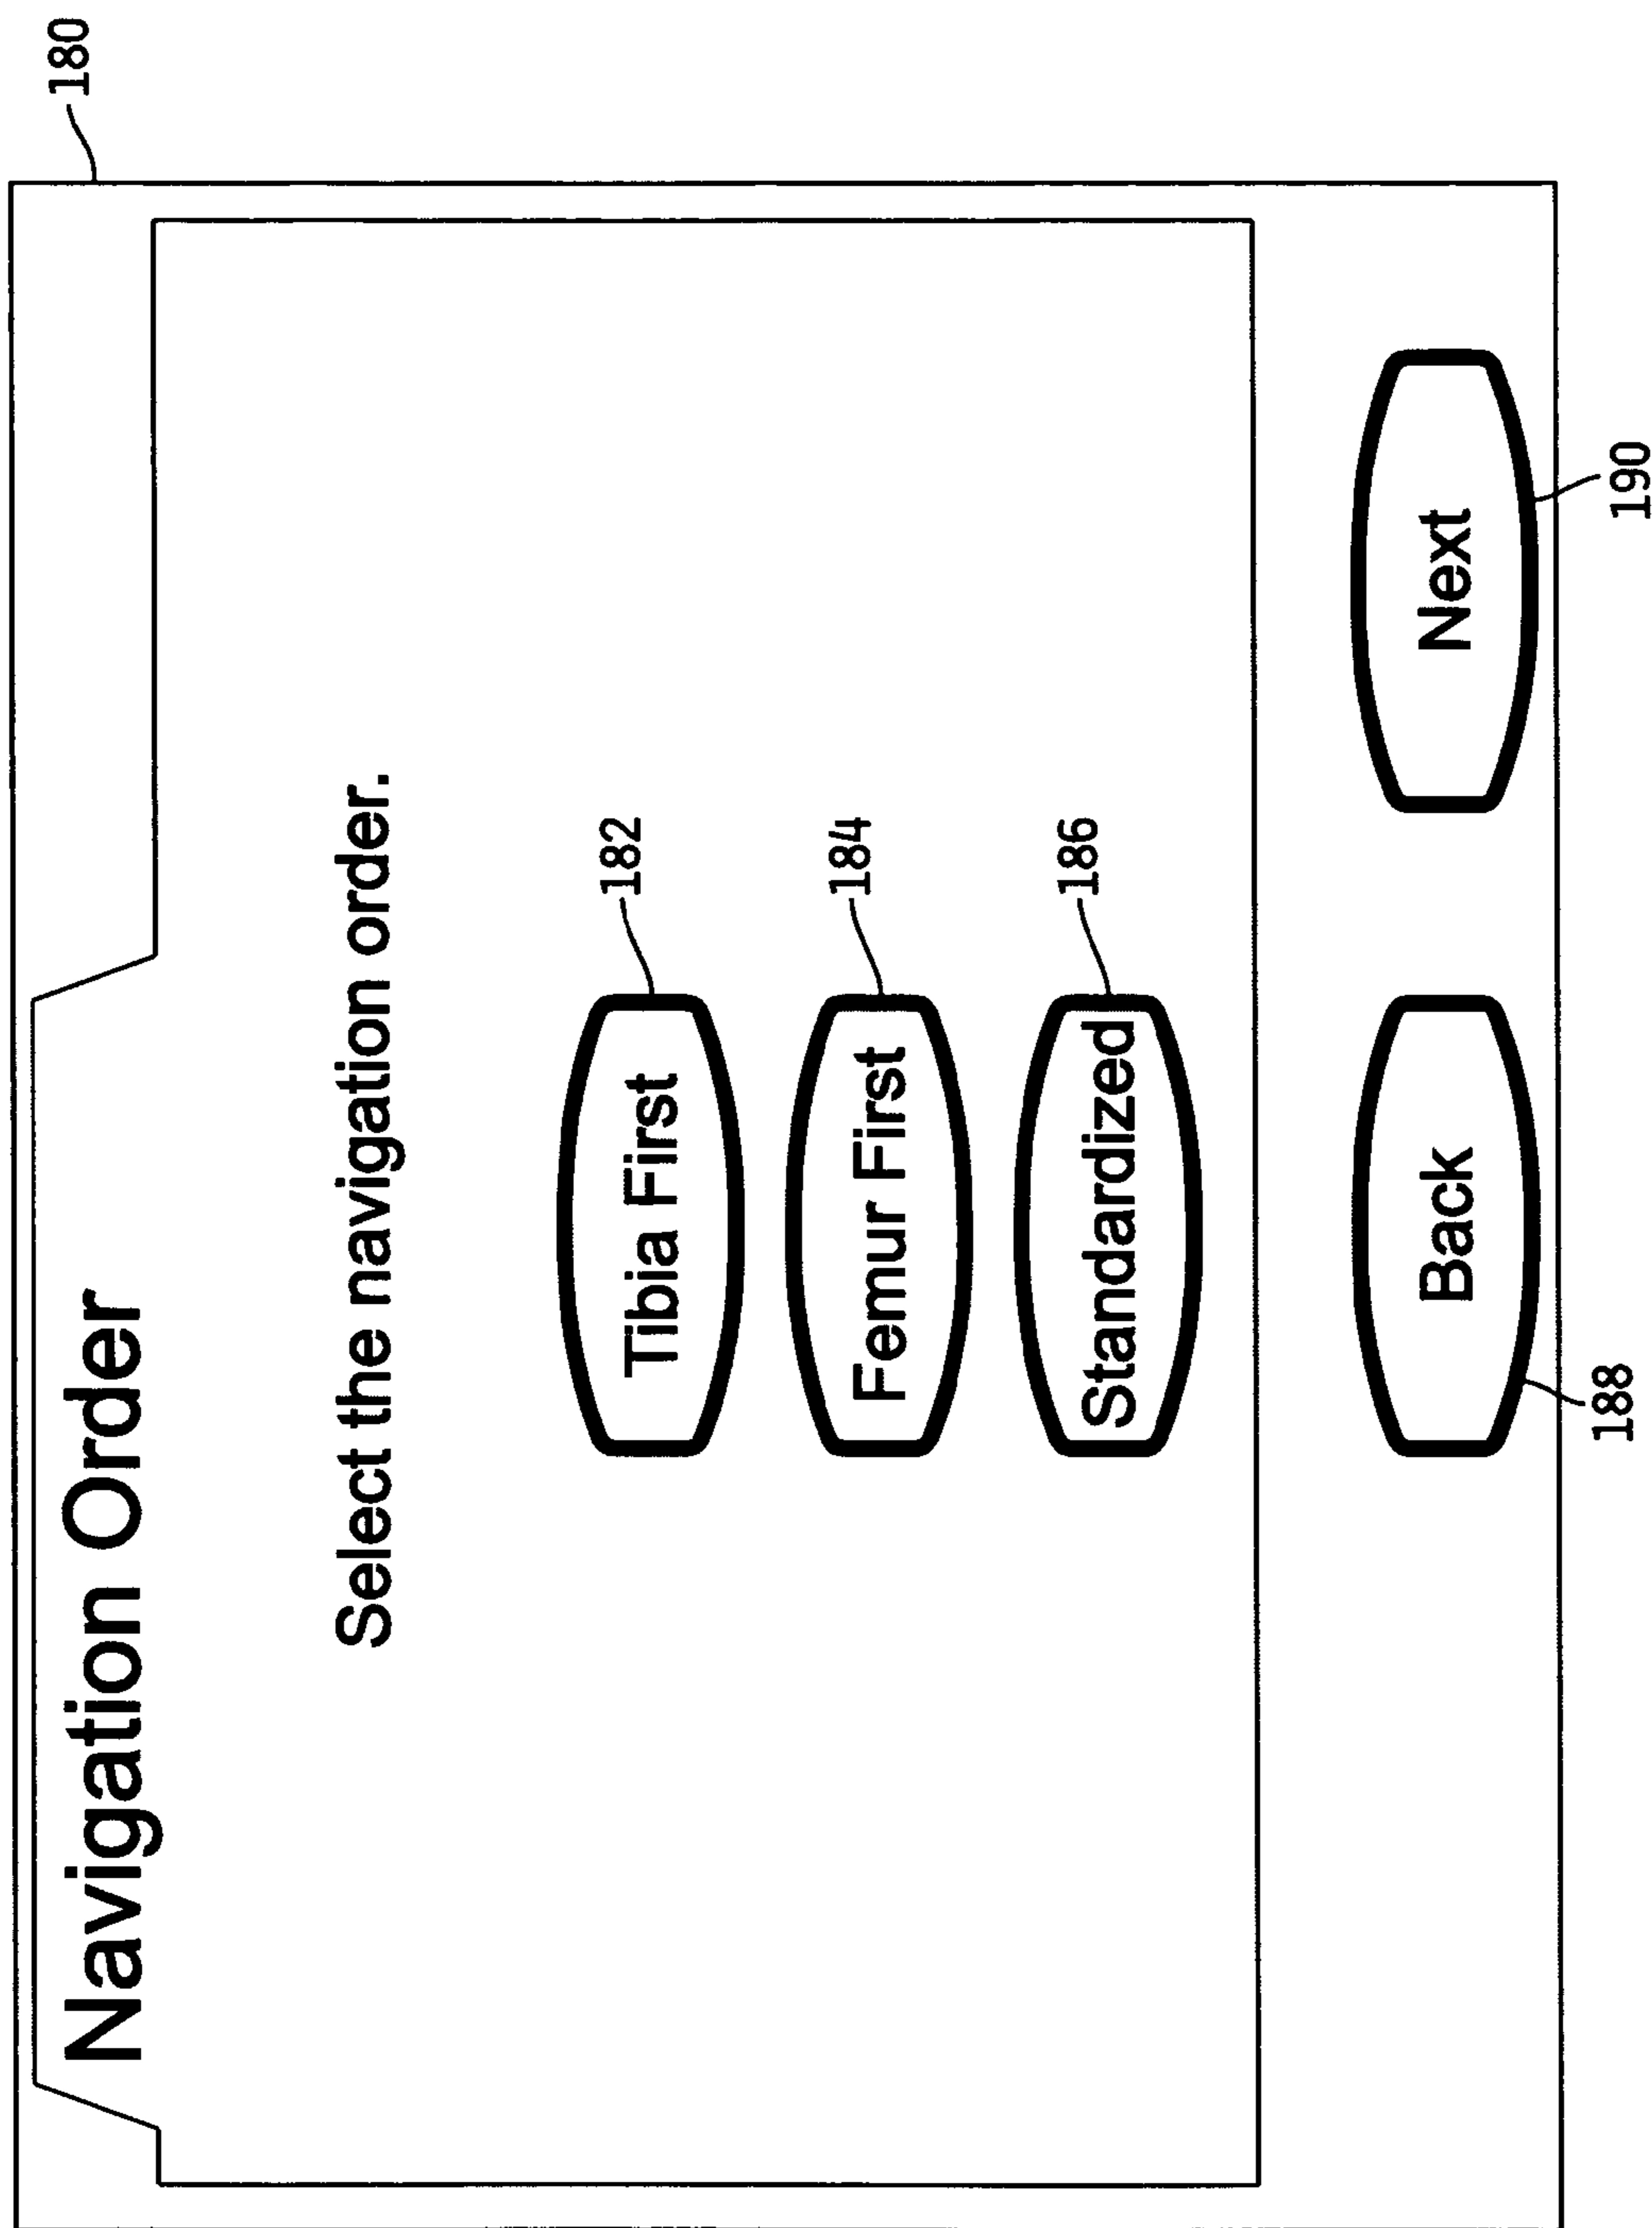 180
Navigation Order
Select the navigation order.
Tibia First
182
Femur First
184
Standardized
186
Back
Next
188
190